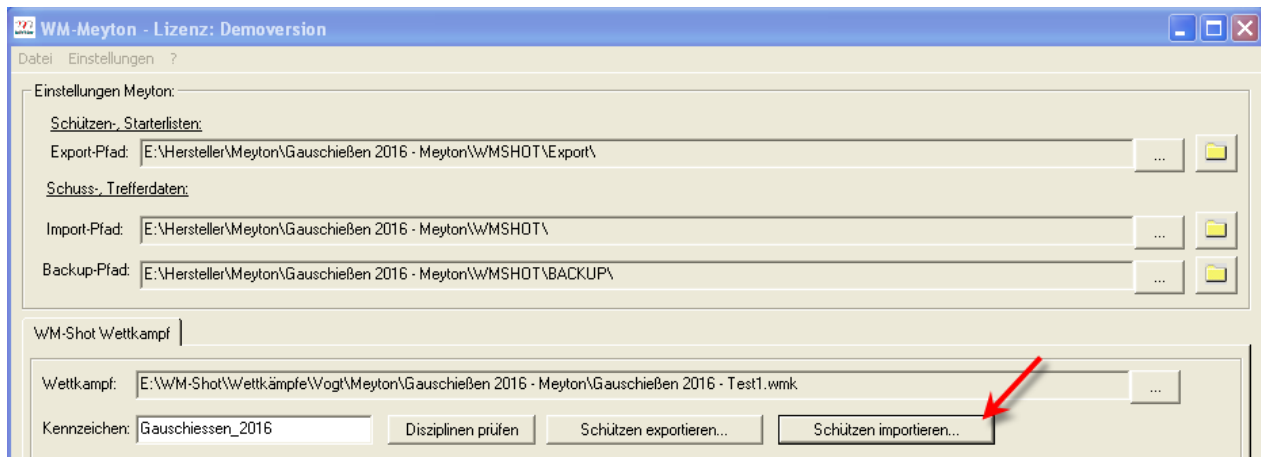 WM-Meyton - Lizenz: Demoversion
Datei Einstellungen ?
Einstellungen Meyton:
Schützen-, Starterlisten:
Export-Pfad: E:\Hersteller\Meyton\Gauschießen 2016 - Meyton\WMSHOT\Export\ ...
Schuss-, Trefferdaten:
Import-Pfad: E:\Hersteller\Meyton\Gauschießen 2016 - Meyton\WMSHOT\ ...
Backup-Pfad: E:\Hersteller\Meyton\Gauschießen 2016 - Meyton\WMSHOT\BACKUP\ ...
WM-Shot Wettkampf
Wettkampf: E:\WM-Shot\Wettkämpfe\Vogt\Meyton\Gauschießen 2016 - Meyton\Gauschießen 2016 - Test1.wmk ...
Kennzeichen: Gauschiessen_2016 Disziplinen prüfen Schützen exportieren... Schützen importieren...